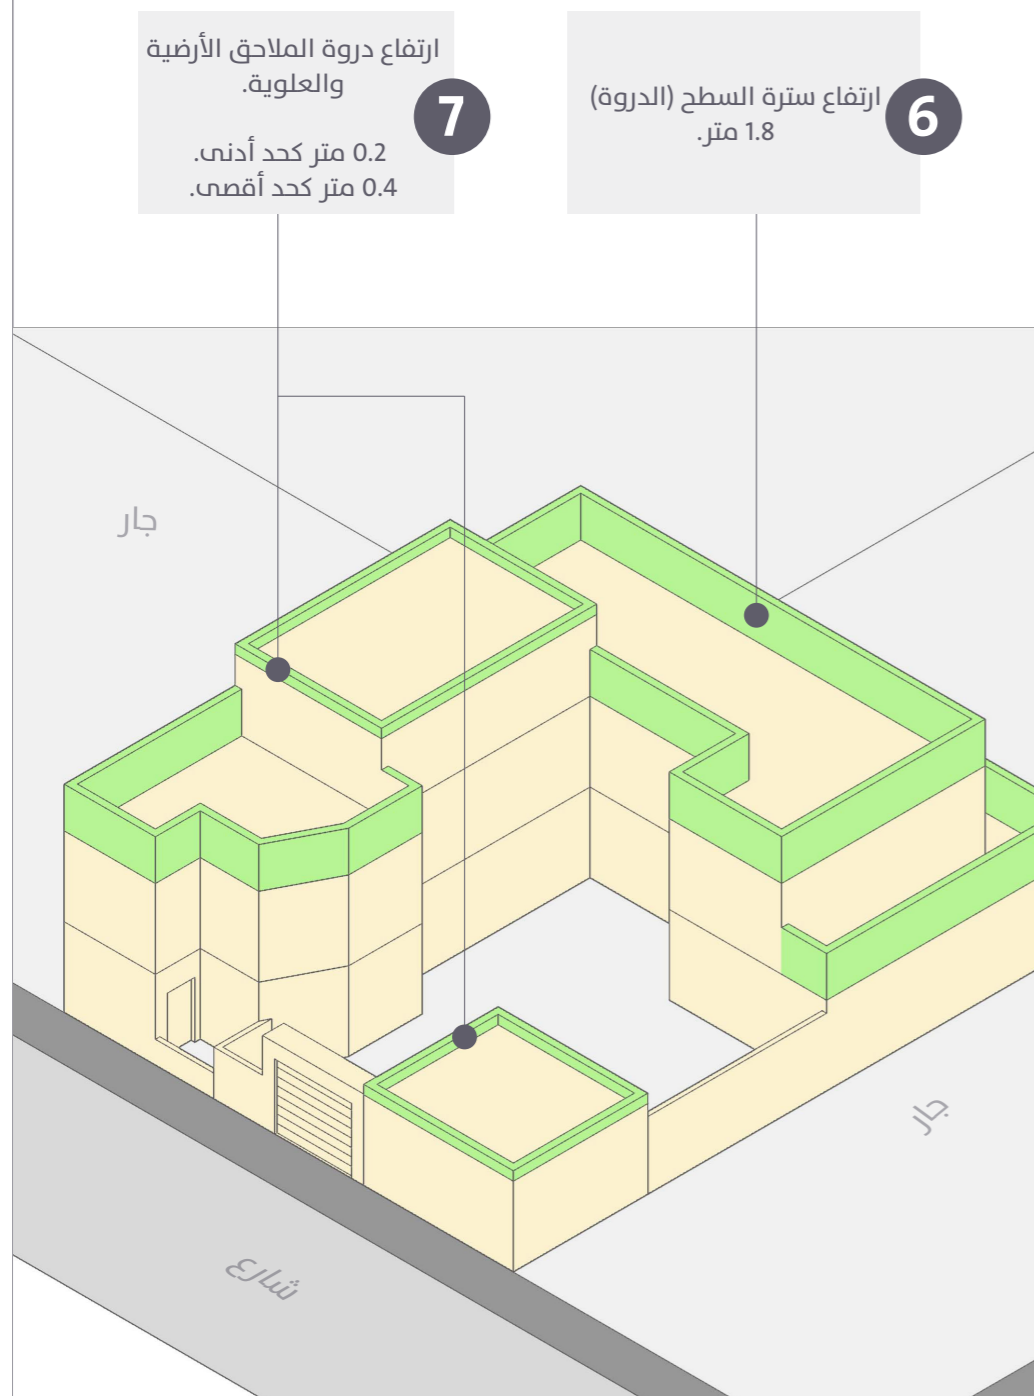 6
ارتفاع سترة السطح (الدروة)
1.8 متر.
7
ارتفاع دروة الملاحق الأرضية
والعلوية.
0.2 متر كحد أدنى.
0.4 متر كحد أقصى.
جار
جار
شارع